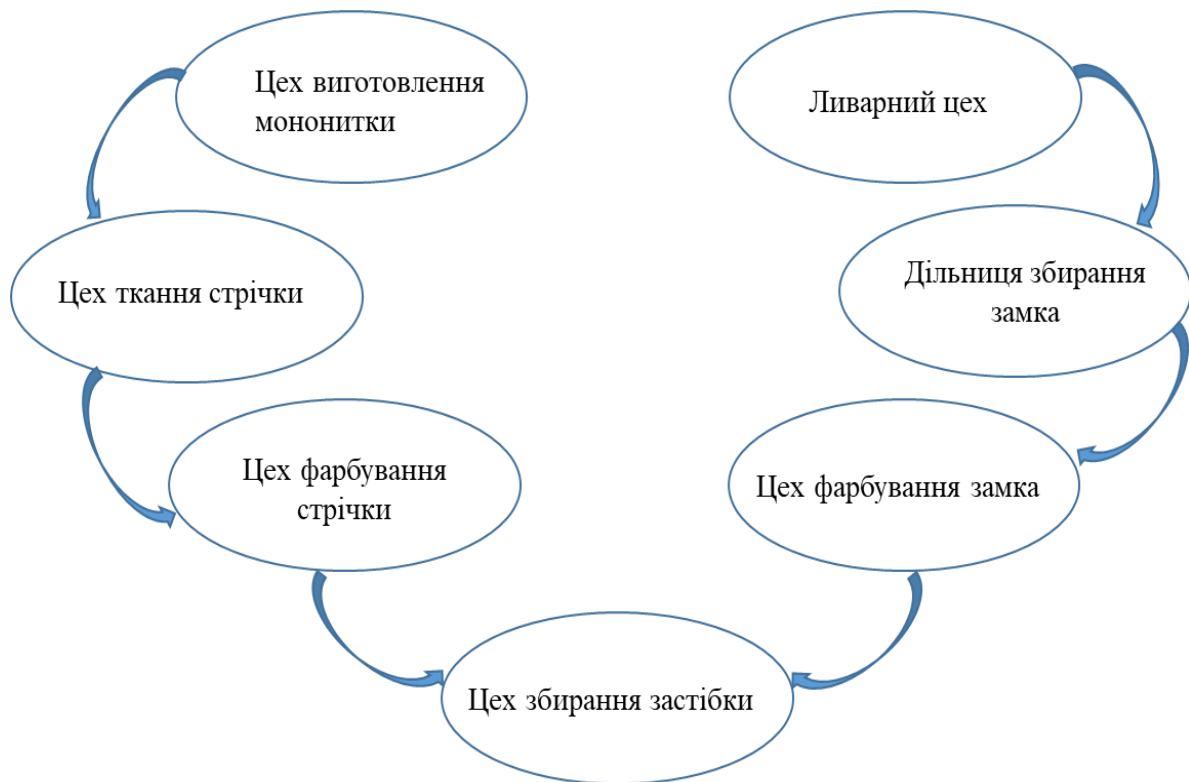 Цех виготовлення
мононитки
Ливарний цех
Цех ткання стрічки
Дільниця збирання
замка
Цех фарбування
стрічки
Цех фарбування замка
Цех збирання застібки